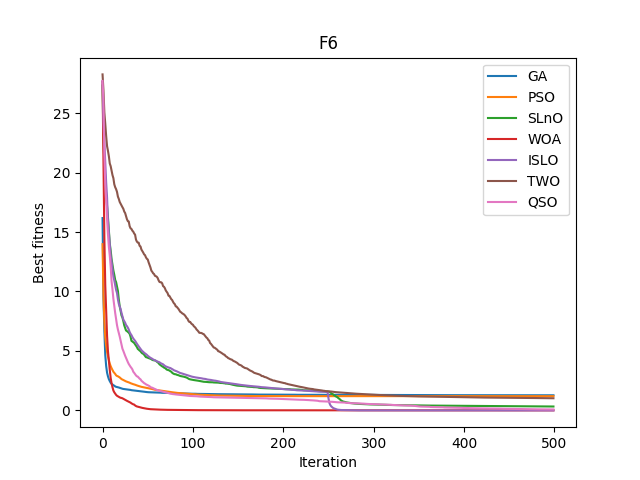 F6
GA
PSO
SLnO
WOA
ISLO
TWO
QSO
Best fitness
25
20
15
10
5
0
0 100 200 300 400 500
Iteration